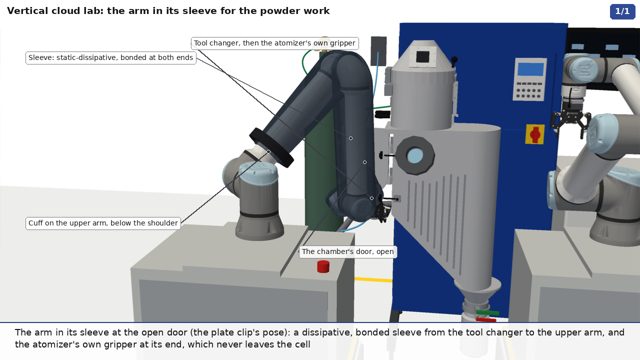 Vertical cloud lab: the arm in its sleeve for the powder work
1/1
Tool changer, then the atomizer's own gripper
Sleeve: static-dissipative, bonded at both ends
Cuff on the upper arm, below the shoulder
The chamber's door, open
The arm in its sleeve at the open door (the plate clip's pose): a dissipative, bonded sleeve from the tool changer to the upper arm, and
the atomizer's own gripper at its end, which never leaves the cell